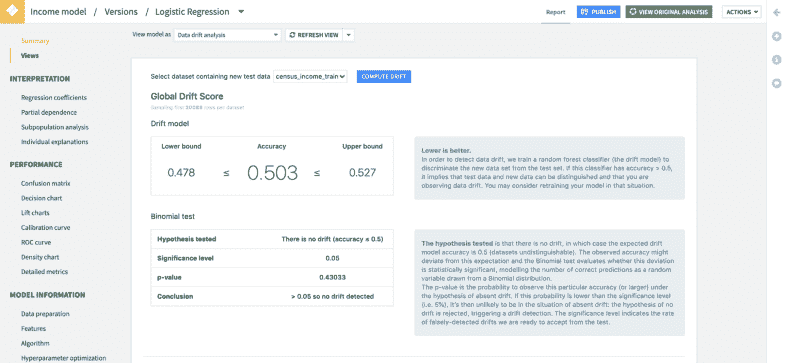 Income model / Versions / Logistic Regression
Report
PUBLISH
VIEW ORIGINAL ANALYSIS
ACTIONS
Summary
Views
INTERPRETATION
Regression coefficients
Partial dependence
Subpopulation analysis
Individual explanations
PERFORMANCE
Confusion matrix
Decision chart
Lift charts
Calibration curve
ROC curve
Density chart
Detailed metrics
MODEL INFORMATION
Data preparation
Features
Algorithm
Hyperparameter optimization
View model as
Data drift analysis
REFRESH VIEW
Select dataset containing new test data
census_income_train
COMPUTE DRIFT
Global Drift Score
rows per dataset
Drift model
Lower bound Accuracy Upper bound
0.478 ≤ 0.503 ≤ 0.527
Lower is better.
In order to detect data drift, we train a random forest classifier (the drift model) to
discriminate the new data set from the test set. If this classifier has accuracy > 0.5,
it implies that test data and new data can be distinguished and that you are
observing data drift. You may consider retraining your model in that situation.
Binomial test
Hypothesis tested There is no drift (accuracy ≤ 0.5)
Significance level 0.05
p-value 0.43033
Conclusion > 0.05 so no drift detected
The hypothesis tested is that there is no drift, in which case the expected drift
model accuracy is 0.5 (datasets undistinguishable). The observed accuracy might
deviate from this expectation and the Binomial test evaluates whether this deviation
is statistically significant, modelling the number of correct predictions as a random
variable drawn from a Binomial distribution.
The p-value is the probability to observe this particular accuracy (or larger) under
the hypothesis of absent drift. If this probability is lower than the significance level
(i.e. 5%), it's then unlikely to be in the situation of absent drift: the hypothesis of no
drift is rejected, triggering a drift detection. The significance level indicates the rate
of falsely-detected drifts we are ready to accept from the test.